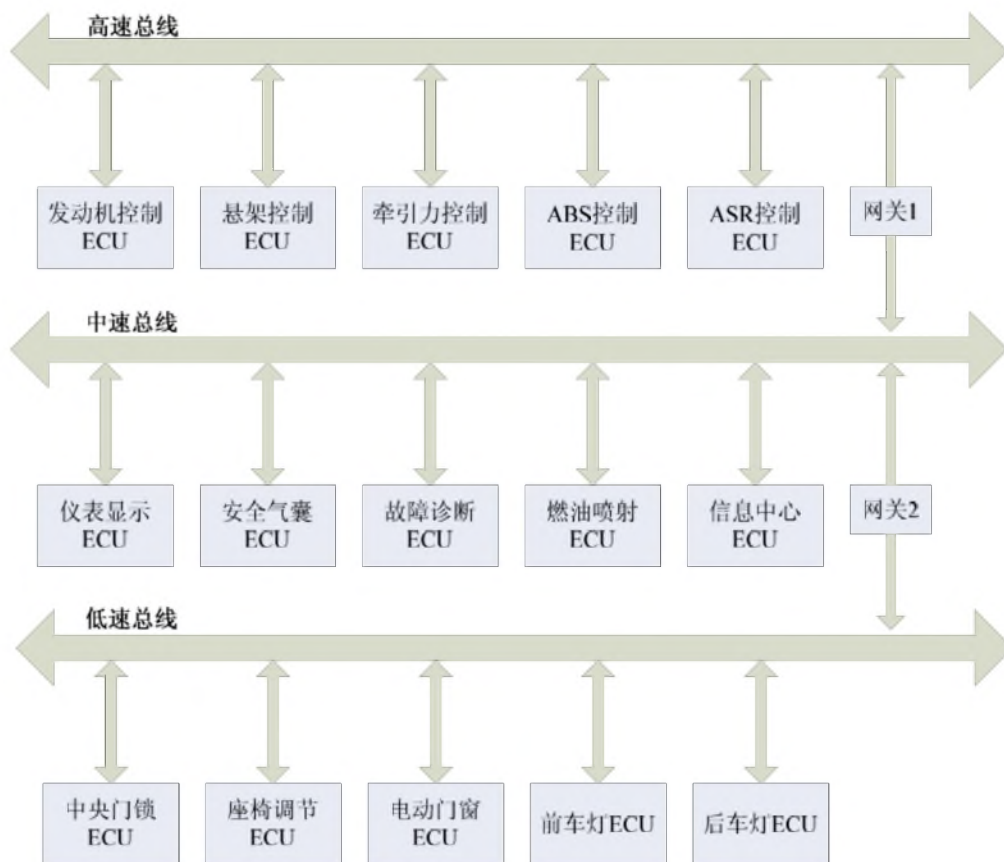 高速总线
发动机控制
ECU
悬架控制
ECU
牵引力控制
ECU
ABS控制
ECU
ASR控制
ECU
网关1
中速总线
仪表显示
ECU
安全气囊
ECU
故障诊断
ECU
燃油喷射
ECU
信息中心
ECU
网关2
低速总线
中央门锁
ECU
座椅调节
ECU
电动门窗
ECU
前车灯ECU
后车灯ECU